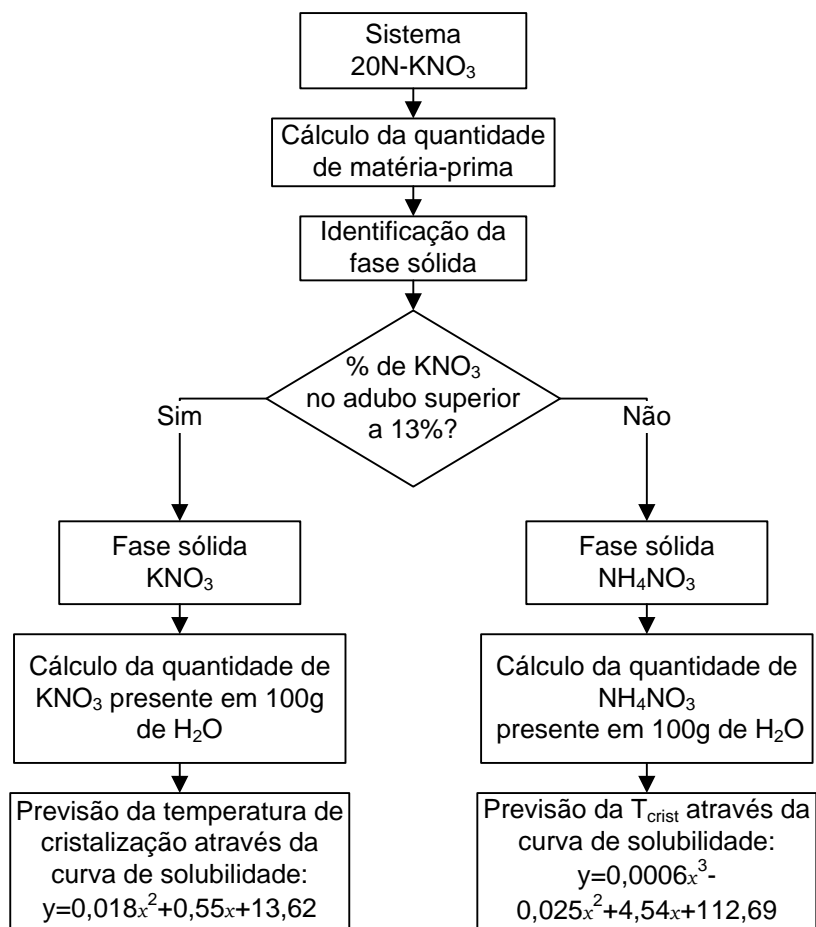 Sistema
20N-KNO₃
Cálculo da quantidade
de matéria-prima
Identificação da
fase sólida
% de KNO₃
no adubo superior
a 13%?
Sim
Não
Fase sólida
KNO₃
Fase sólida
NH₄NO₃
Cálculo da quantidade de
KNO₃ presente em 100g
de H₂O
Cálculo da quantidade de
NH₄NO₃
presente em 100g de H₂O
Previsão da temperatura de
cristalização através da
curva de solubilidade:
y=0,018x²+0,55x+13,62
Previsão da T_crist através da
curva de solubilidade:
y=0,0006x³-
0,025x²+4,54x+112,69